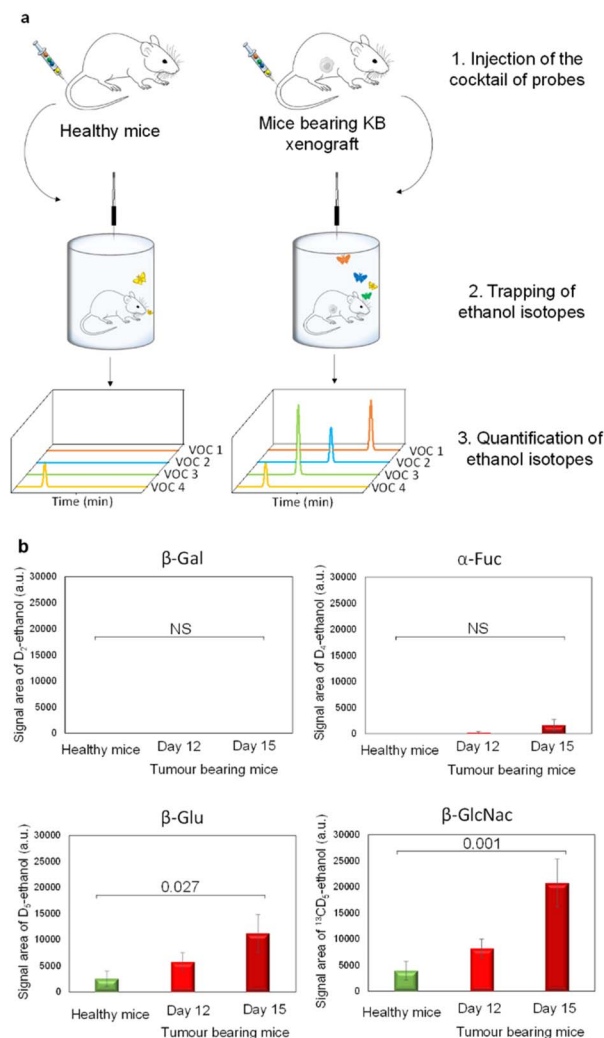 a
1. Injection of the
cocktail of probes
Healthy mice
Mice bearing KB
xenograft
2. Trapping of
ethanol isotopes
VOC 1
VOC 2
VOC 3
VOC 4
Time (min)
VOC 1
VOC 2
VOC 3
VOC 4
Time (min)
3. Quantification of
ethanol isotopes
b
β-Gal
Signal area of D₂-ethanol (a.u.)
30000
25000
20000
15000
10000
5000
0
NS
Healthy mice Day 12 Day 15
Tumour bearing mice
α-Fuc
Signal area of D₄-ethanol (a.u.)
30000
25000
20000
15000
10000
5000
0
NS
Healthy mice Day 12 Day 15
Tumour bearing mice
β-Glu
Signal area of D₅-ethanol (a.u.)
30000
25000
20000
15000
10000
5000
0
0.027
Healthy mice Day 12 Day 15
Tumour bearing mice
β-GlcNac
Signal area of ¹³CD₅-ethanol (a.u.)
30000
25000
20000
15000
10000
5000
0
0.001
Healthy mice Day 12 Day 15
Tumour bearing mice